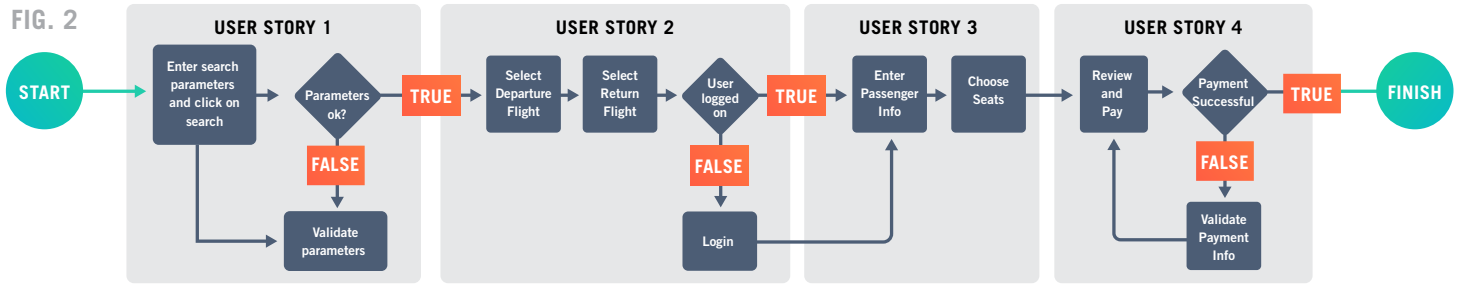 FIG. 2
START
USER STORY 1
Enter search
parameters
and click on
search
Parameters
ok?
TRUE
FALSE
Validate
parameters
USER STORY 2
Select
Departure
Flight
Select
Return
Flight
User
logged
on
TRUE
FALSE
Login
USER STORY 3
Enter
Passenger
Info
Choose
Seats
USER STORY 4
Review
and
Pay
Payment
Successful
TRUE
FALSE
Validate
Payment
Info
FINISH